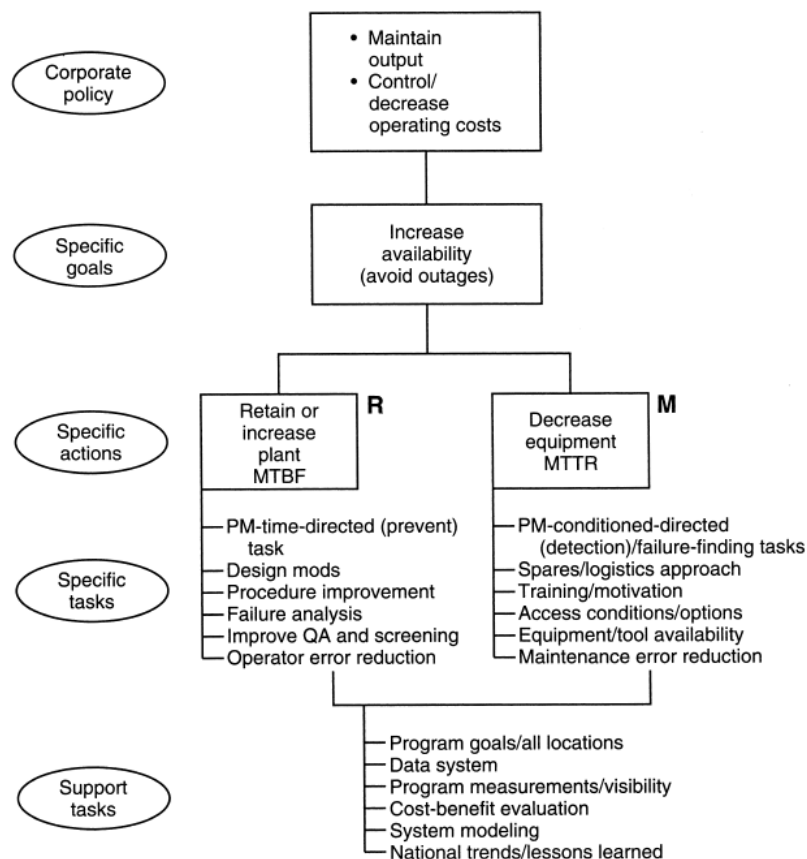 Corporate
policy
• Maintain
output
• Control/
decrease
operating costs
Specific
goals
Increase
availability
(avoid outages)
Specific
actions
Retain or
increase
plant
MTBF
R
Decrease
equipment
MTTR
M
Specific
tasks
PM-time-directed (prevent)
task
Design mods
Procedure improvement
Failure analysis
Improve QA and screening
Operator error reduction
PM-conditioned-directed
(detection)/failure-finding tasks
Spares/logistics approach
Training/motivation
Access conditions/options
Equipment/tool availability
Maintenance error reduction
Support
tasks
Program goals/all locations
Data system
Program measurements/visibility
Cost-benefit evaluation
System modeling
National trends/lessons learned